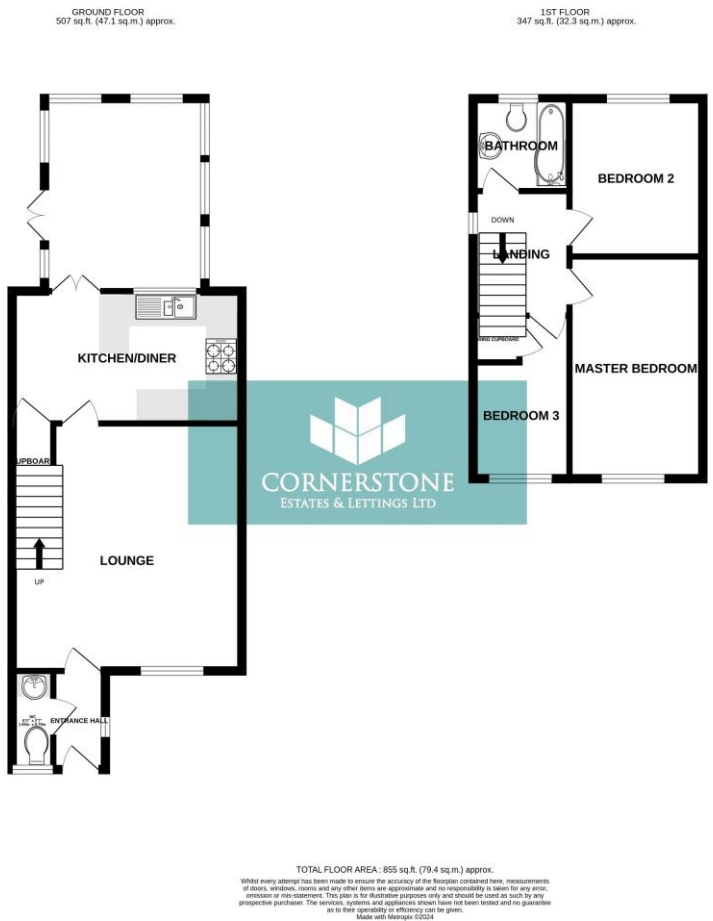 GROUND FLOOR
507 sq.ft. (47.1 sq.m.) approx.
1ST FLOOR
347 sq.ft. (32.3 sq.m.) approx.
BATHROOM
BEDROOM 2
DOWN
LANDING
KITCHEN/DINER
RING CUPBOARD
MASTER BEDROOM
BEDROOM 3
UPBOAR
CORNERSTONE
ESTATES & LETTINGS LTD
LOUNGE
UP
WC
ENTRANCE HALL
TOTAL FLOOR AREA : 855 sq.ft. (79.4 sq.m.) approx.
Whilst every attempt has been made to ensure the accuracy of the floorplan contained here, measurements
of doors, windows, rooms and any other items are approximate and no responsibility is taken for any error,
omission or mis-statement. This plan is for illustrative purposes only and should be used as such by any
prospective purchaser. The services, systems and appliances shown have not been tested and no guarantee
as to their operability or efficiency can be given.
Made with Metropix ©2024